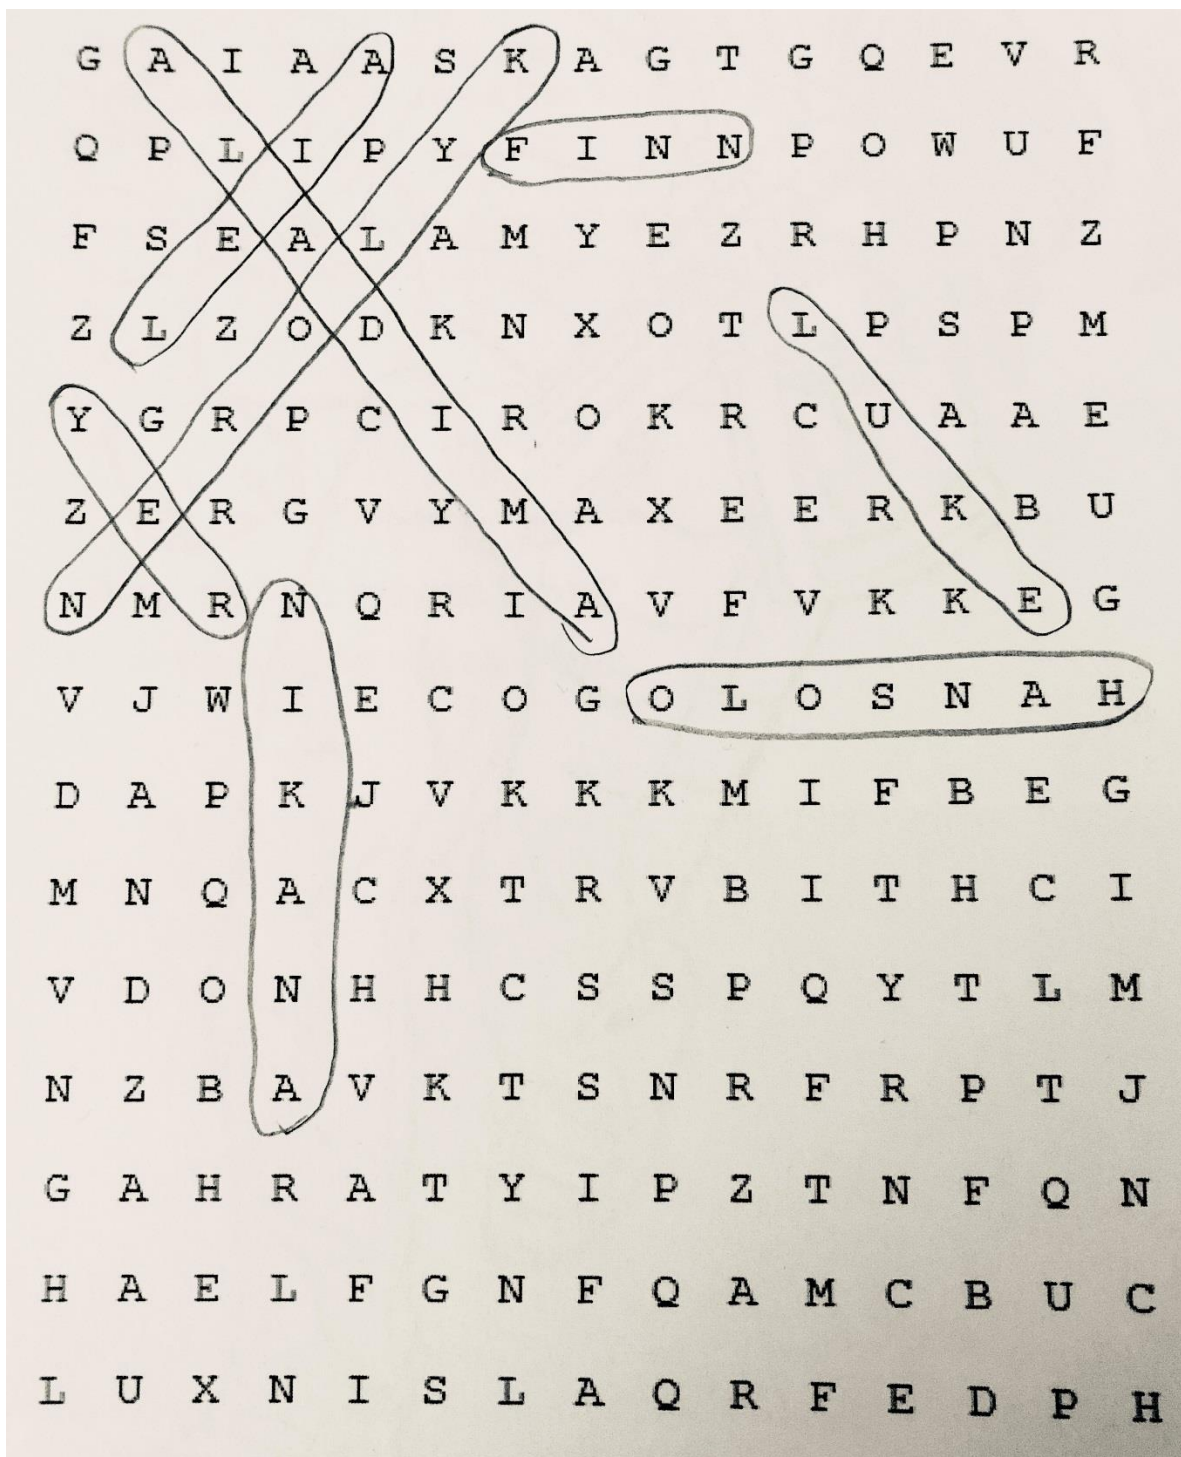 G A I A A S K A G T G Q E V R
Q P L I P Y F I N N P O W U F
F S E A L A M Y E Z R H P N Z
Z L Z O D K N X O T L P S P M
Y G R P C I R O K R C U A A E
Z E R G V Y M A X E E R K B U
N M R N Q R I A V F V K K E G
V J W I E C O G O L O S N A H
D A P K J V K K K M I F B E G
M N Q A C X T R V B I T H C I
V D O N H H C S S P Q Y T L M
N Z B A V K T S N R F R P T J
G A H R A T Y I P Z T N F Q N
H A E L F G N F Q A M C B U C
L U X N I S L A Q R F E D P H